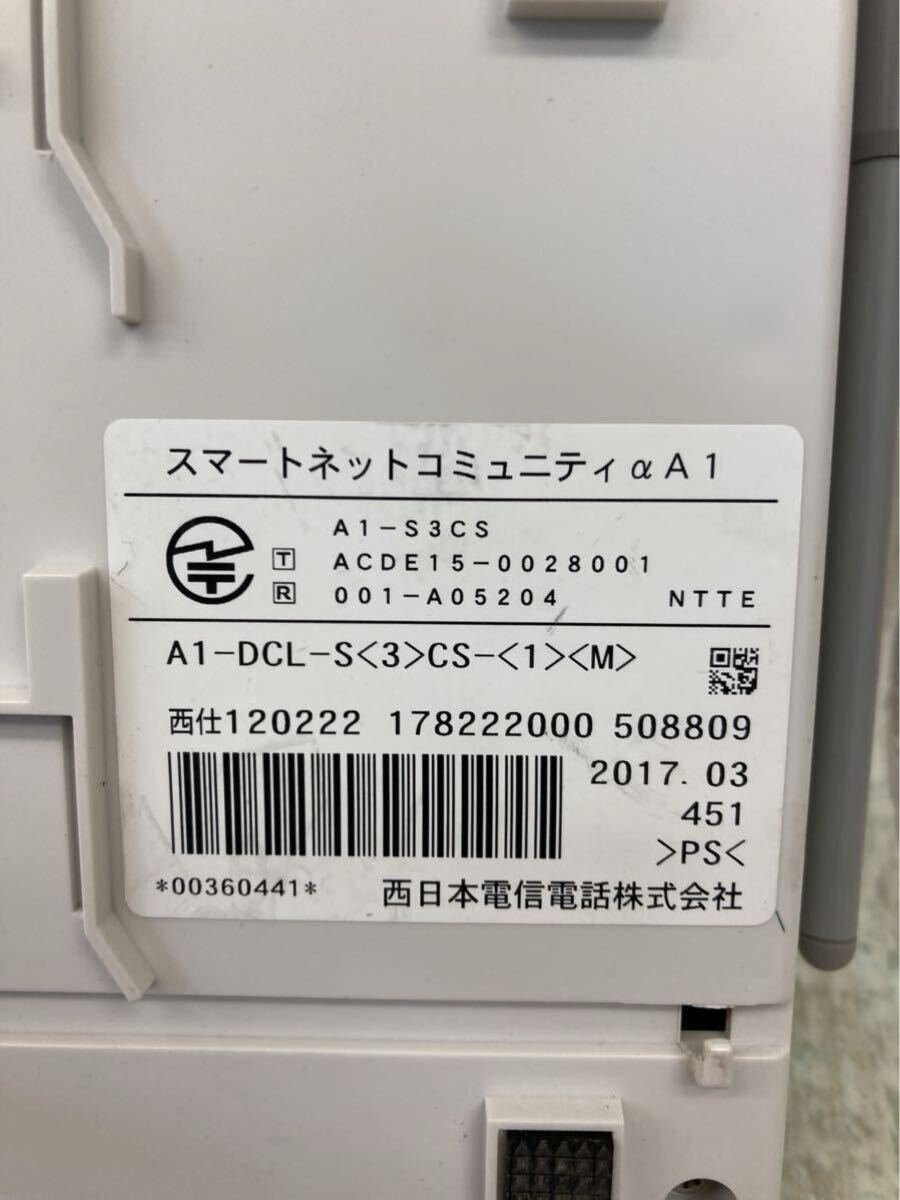 スマートネットコミュニティαA1
A1-S3CS
T ACDE15-0028001
R 001-A05204 NTTE
A1-DCL-S<3>CS-<1><M>
西仕120222 178222000 508809
2017.03
451
>PS<
*00360441* 西日本電信電話株式会社